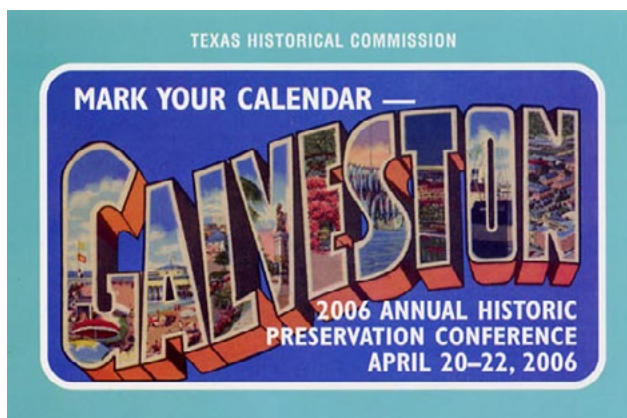 TEXAS HISTORICAL COMMISSION
MARK YOUR CALENDAR —
GALVESTON
2006 ANNUAL HISTORIC
PRESERVATION CONFERENCE
APRIL 20–22, 2006